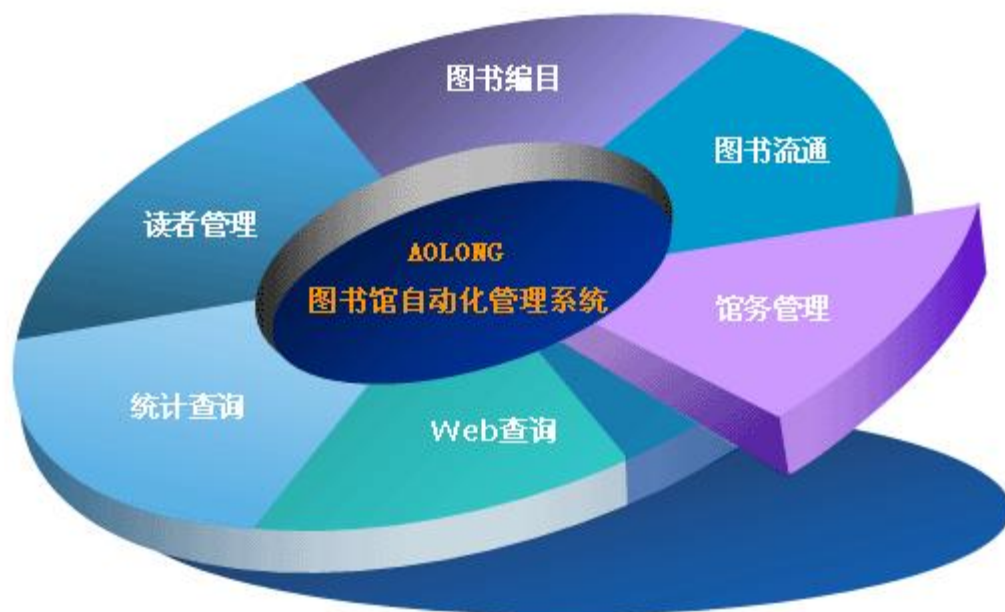 图书编目
图书流通
读者管理
AOLONG
图书馆自动化管理系统
馆务管理
统计查询
Web查询